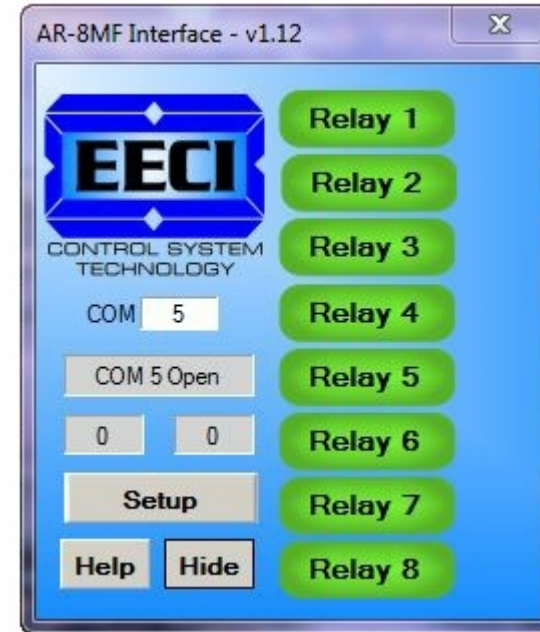 AR-8MF Interface - v1.12
EECI
CONTROL SYSTEM
TECHNOLOGY
COM 5
COM 5 Open
0 0
Setup
Help Hide
Relay 1
Relay 2
Relay 3
Relay 4
Relay 5
Relay 6
Relay 7
Relay 8